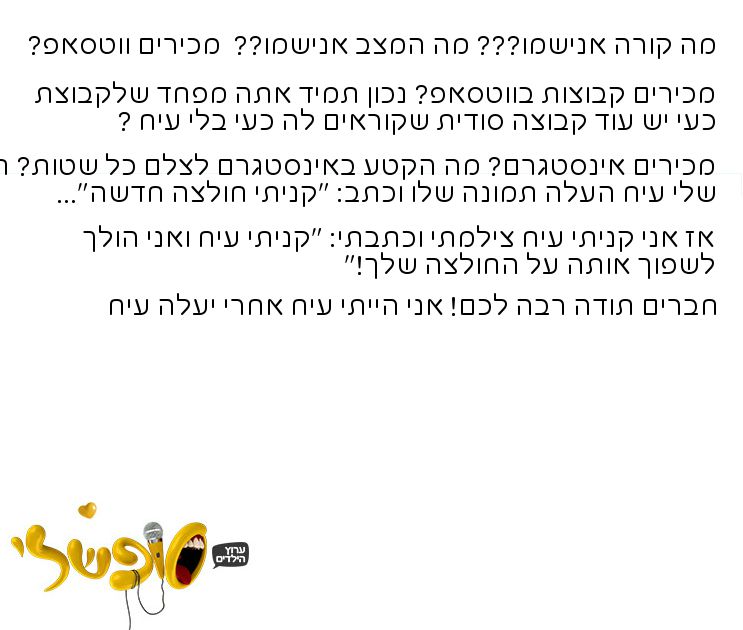 מה קורה אנישמו??? מה המצב אנישמו?? מכירים ווטסאפ?
מכירים קבוצות בווטסאפ? נכון תמיד אתה מפחד שלקבוצת
כעי יש עוד קבוצה סודית שקוראים לה כעי בלי עיח ?
מכירים אינסטגרם? מה הקטע באינסטגרם לצלם כל שטות?
שלי עיח העלה תמונה שלו וכתב: "קניתי חולצה חדשה"...
אז אני קניתי עיח צילמתי וכתבתי: "קניתי עיח ואני הולך
לשפוך אותה על החולצה שלך!"
חברים תודה רבה לכם! אני הייתי עיח אחרי יעלה עיח
סופשלי
ערוץ
הילדים